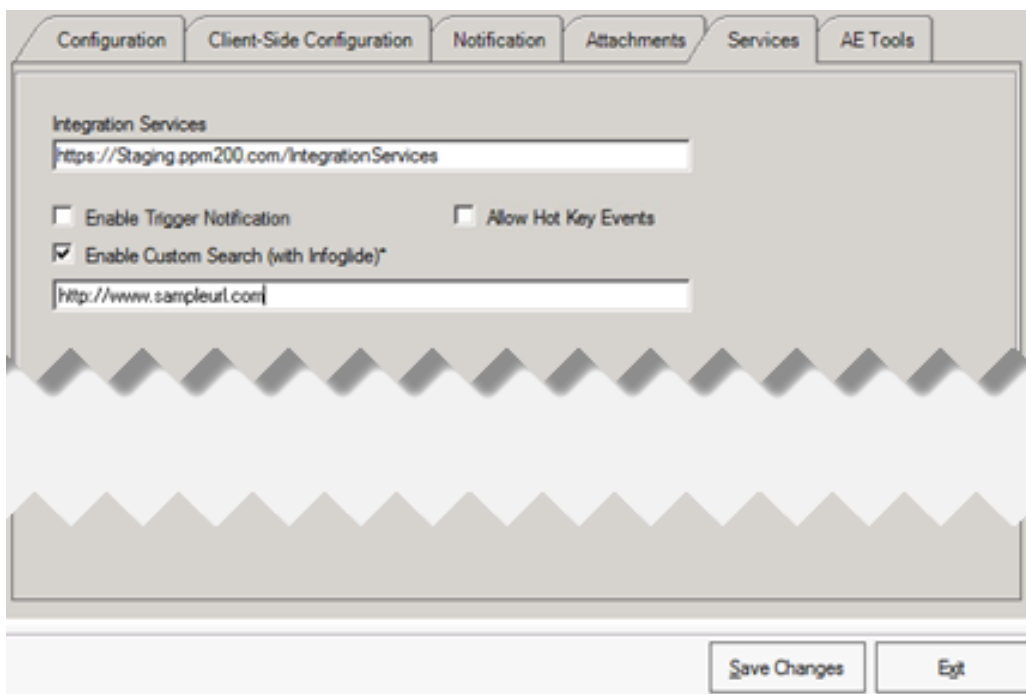 Configuration Client-Side Configuration Notification Attachments Services AE Tools
Integration Services
https://Staging.ppm200.com/IntegrationServices
Enable Trigger Notification Allow Hot Key Events
Enable Custom Search (with Infoglide)*
http://www.sampleurl.com
Save Changes Exit